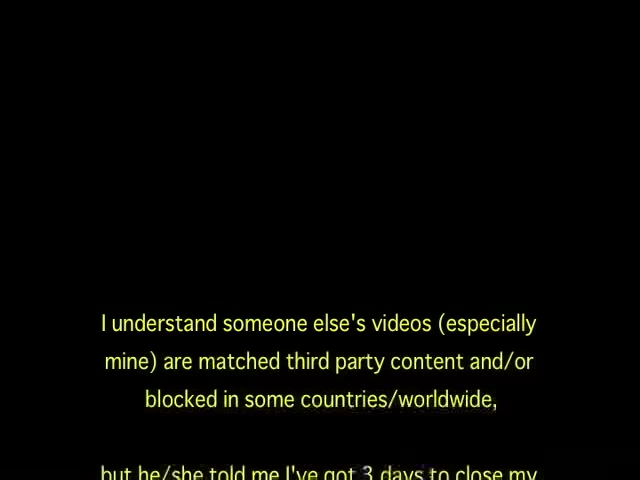 I understand someone else's videos (especially
mine) are matched third party content and/or
blocked in some countries/worldwide,
but he/she told me I've got 3 days to close my